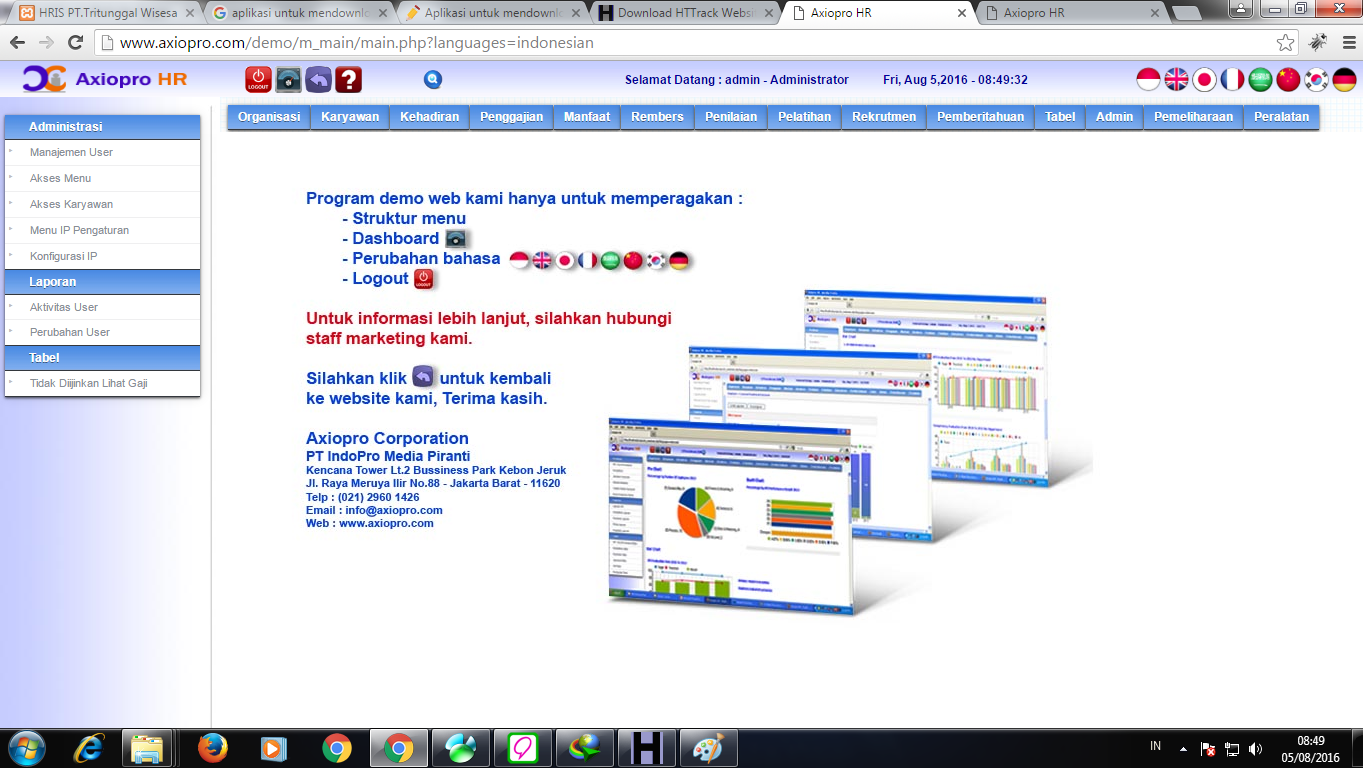 HRIS PT.Tritunggal Wisesa
aplikasi untuk mendownlo
Aplikasi untuk mendownlo
Download HTTrack Websi
Axiopro HR
Axiopro HR
www.axiopro.com/demo/m_main/main.php?languages=indonesian
Axiopro HR
LOGOUT
?
Selamat Datang : admin - Administrator
Fri, Aug 5,2016 - 08:49:32
Organisasi
Karyawan
Kehadiran
Penggajian
Manfaat
Rembers
Penilaian
Pelatihan
Rekrutmen
Pemberitahuan
Tabel
Admin
Pemeliharaan
Peralatan
Administrasi
Manajemen User
Akses Menu
Akses Karyawan
Menu IP Pengaturan
Konfigurasi IP
Laporan
Aktivitas User
Perubahan User
Tabel
Tidak Diijinkan Lihat Gaji
Program demo web kami hanya untuk memperagakan :
- Struktur menu
- Dashboard
- Perubahan bahasa
- Logout
LOGOUT
Untuk informasi lebih lanjut, silahkan hubungi
staff marketing kami.
Silahkan klik untuk kembali
ke website kami, Terima kasih.
Axiopro Corporation
PT IndoPro Media Piranti
Kencana Tower Lt.2 Bussiness Park Kebon Jeruk
Jl. Raya Meruya Ilir No.88 - Jakarta Barat - 11620
Telp : (021) 2960 1426
Email : info@axiopro.com
Web : www.axiopro.com
IN
08:49
05/08/2016